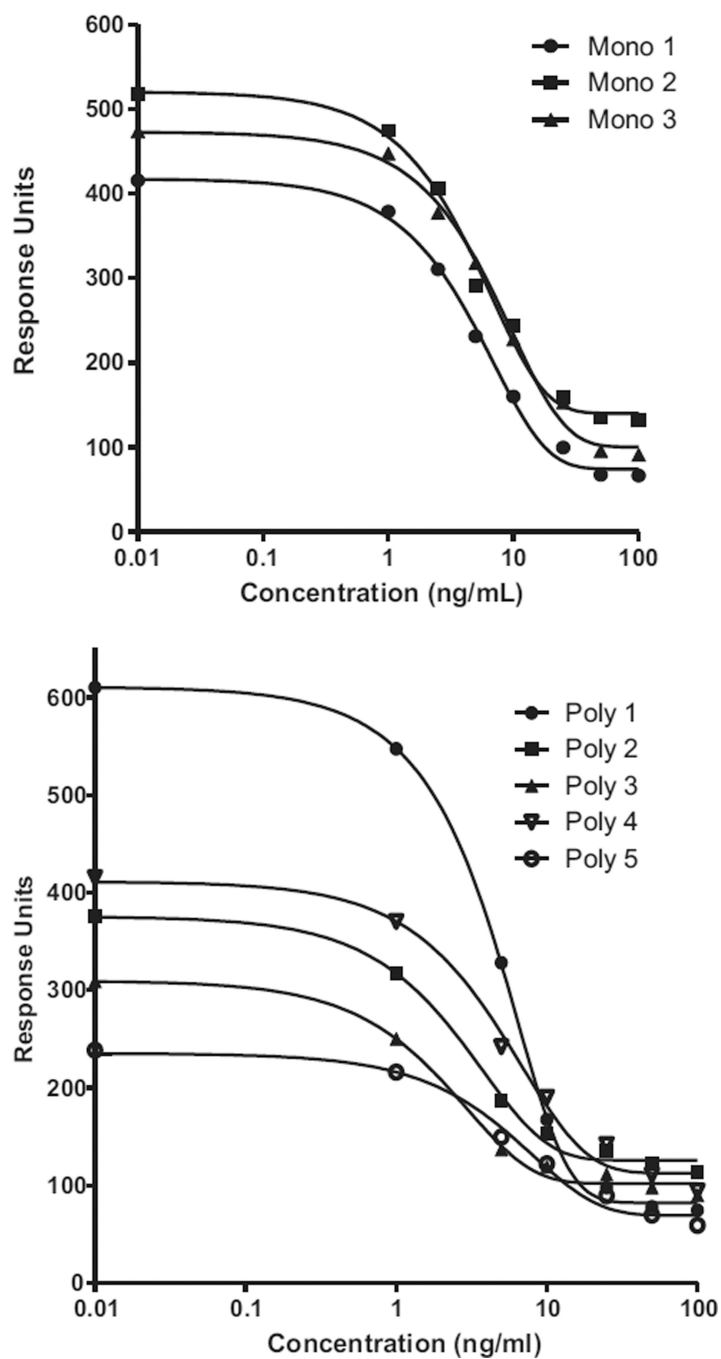 600
500
400
300
200
100
0
Response Units
Mono 1
Mono 2
Mono 3
0.01 0.1 1 10 100
Concentration (ng/mL)
600
500
400
300
200
100
0
Response Units
Poly 1
Poly 2
Poly 3
Poly 4
Poly 5
0.01 0.1 1 10 100
Concentration (ng/ml)